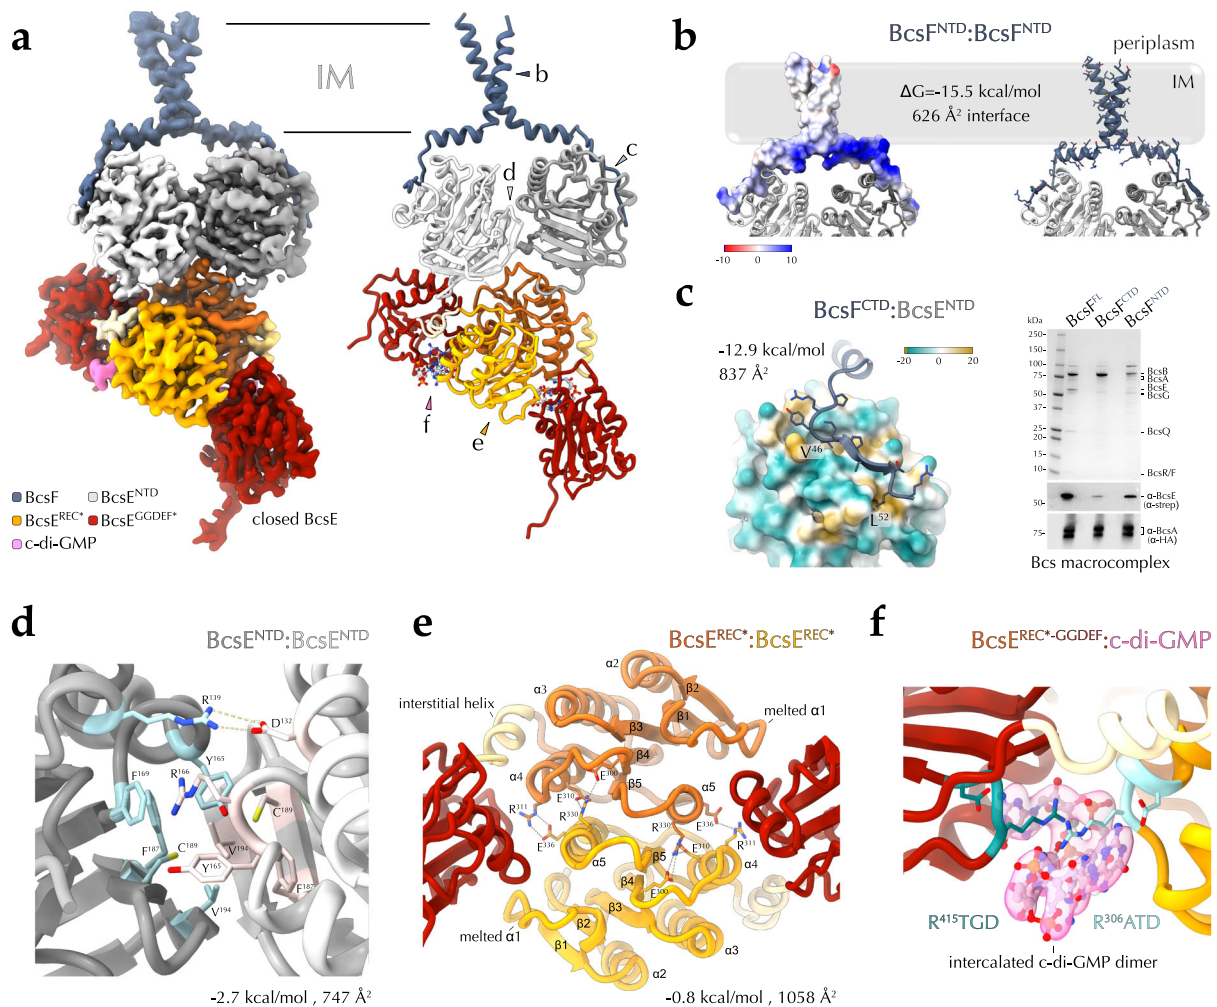 a
IM
b
c
d
f
e
BcsF
BcsE^NTD
BcsE^REC*
BcsE^GGDEF*
c-di-GMP
closed BcsE
b
BcsF^NTD:BcsF^NTD
periplasm
IM
ΔG=-15.5 kcal/mol
626 Å² interface
-10 0 10
c
BcsF^CTD:BcsE^NTD
-12.9 kcal/mol
837 Å²
-20 0 20
V^46
L^52
kDa
BcsF^FL
BcsF^CTD
BcsF^NTD
250
150
100
75
50
37
25
20
15
10
BcsB
BcsA
BcsE
BcsG
BcsQ
BcsR/F
50
α-BcsE
(α-strep)
75
α-BcsA
(α-HA)
Bcs macrocomplex
d
BcsE^NTD:BcsE^NTD
R^139
D^132
Y^165
F^169
R^166
C^189
F^187
C^189
V^194
Y^165
F^187
V^194
-2.7 kcal/mol , 747 Å²
e
BcsE^REC*:BcsE^REC*
α2
α3
β2
interstitial helix
β1
melted α1
β3
β4
α4
E^300
β5
α5
E^310
R^311
R^330
E^336
R^330
E^336
E^310
R^311
α5
β5
α4
β4
E^300
β3
melted α1
β2
β1
α3
α2
-0.8 kcal/mol , 1058 Å²
f
BcsE^REC*-GGDEF:c-di-GMP
R^415TGD
R^306ATD
intercalated c-di-GMP dimer